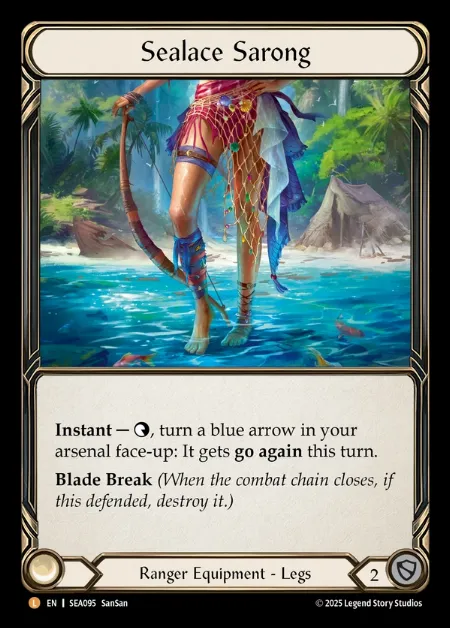 Sealace Sarong
Instant — , turn a blue arrow in your
arsenal face-up: It gets go again this turn.
Blade Break (When the combat chain closes, if
this defended, destroy it.)
Ranger Equipment - Legs
2
L EN | SEA095 SanSan
© 2025 Legend Story Studios